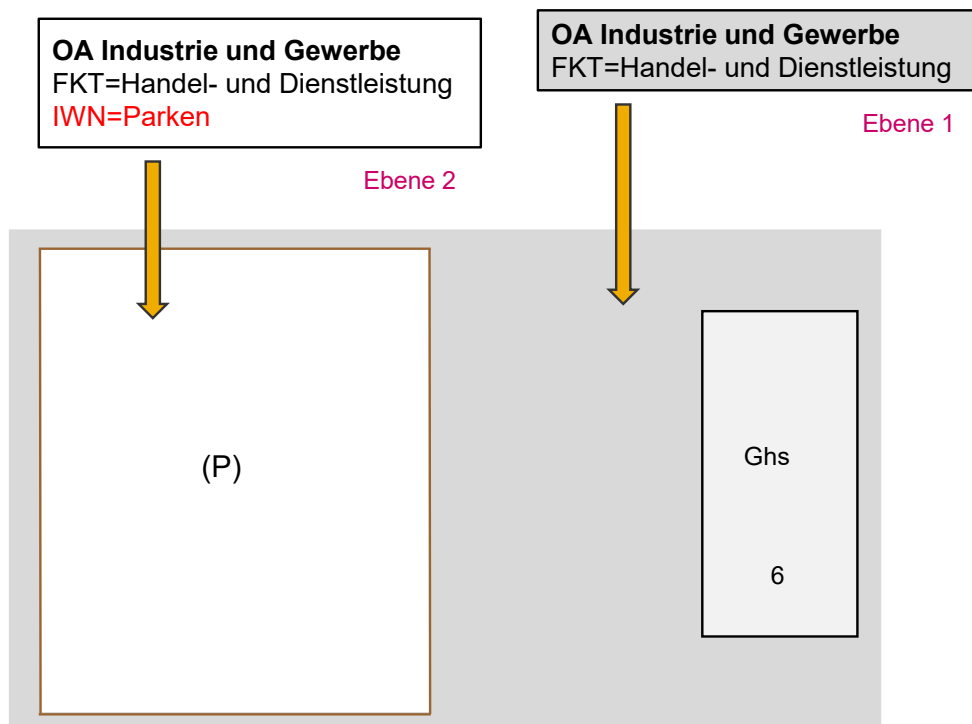 OA Industrie und Gewerbe
FKT=Handel- und Dienstleistung
IWN=Parken
Ebene 2
OA Industrie und Gewerbe
FKT=Handel- und Dienstleistung
Ebene 1
(P)
Ghs
6